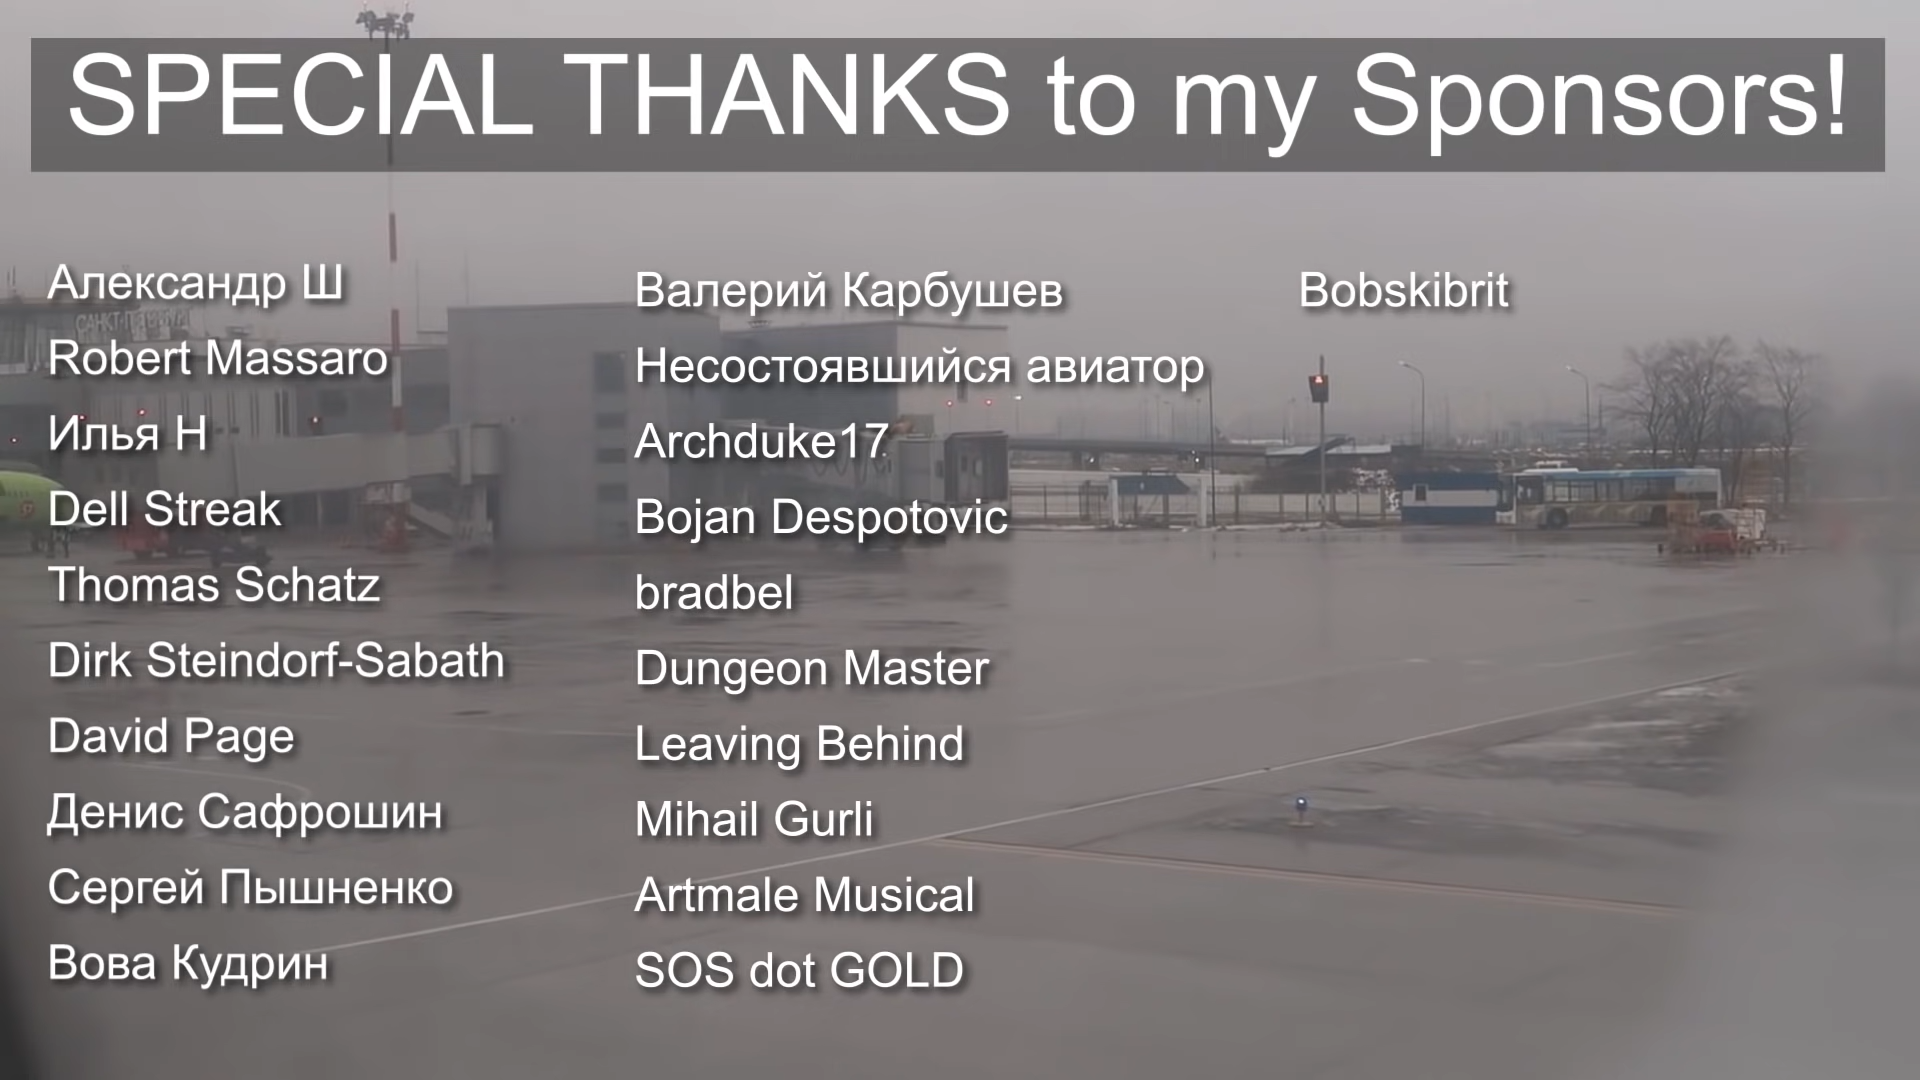 SPECIAL THANKS to my Sponsors!
Александр Ш
Robert Massaro
Илья Н
Dell Streak
Thomas Schatz
Dirk Steindorf-Sabath
David Page
Денис Сафрошин
Сергей Пышненко
Вова Кудрин
Валерий Карбушев
Несостоявшийся авиатор
Archduke17
Bojan Despotovic
bradbel
Dungeon Master
Leaving Behind
Mihail Gurli
Artmale Musical
SOS dot GOLD
Bobskibrit
САНКТ-ПЕТЕРБУРГ